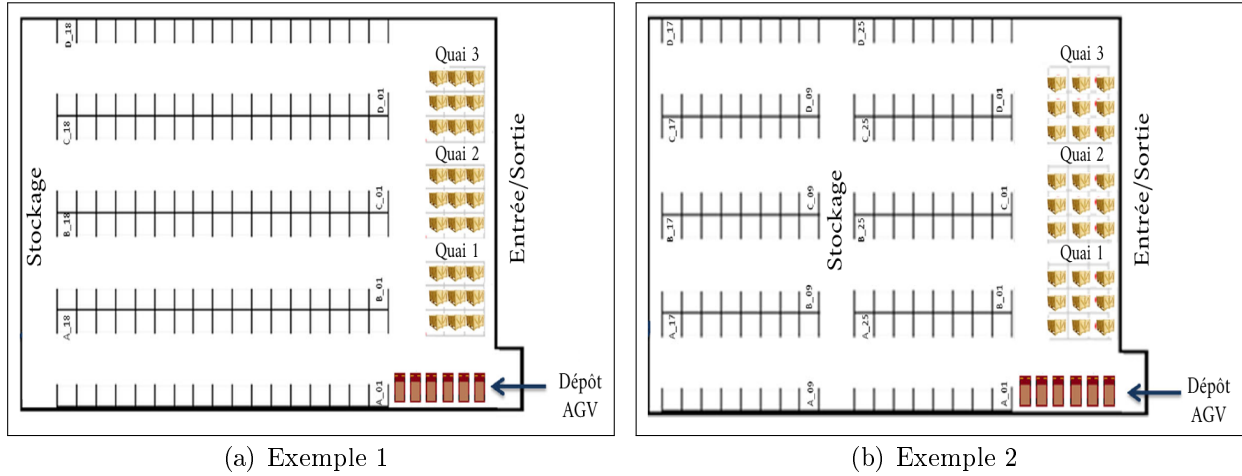 D_18
Quai 3
D_01
C_18
Quai 2
C_01
B_18
Stockage
Entrée/Sortie
Quai 1
B_01
A_18
A_01
Dépôt
AGV
(a) Exemple 1
D_17
D_25
Quai 3
D_09
D_01
C_17
C_25
Quai 2
C_09
C_01
B_17
B_25
Stockage
Entrée/Sortie
Quai 1
B_09
B_01
A_17
A_25
A_09
A_01
Dépôt
AGV
(b) Exemple 2